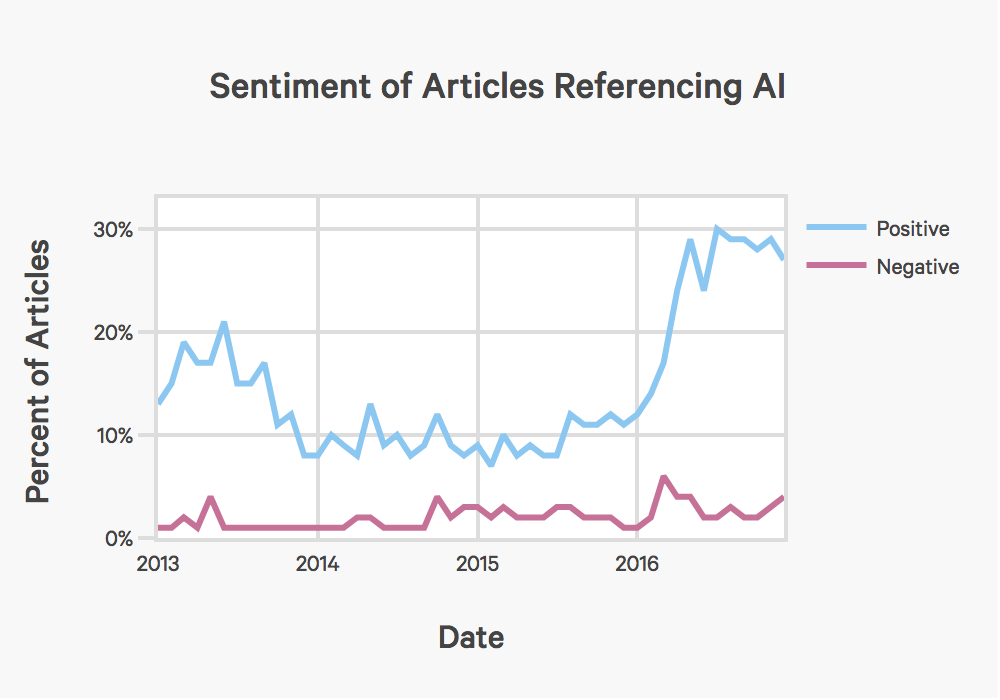 Sentiment of Articles Referencing AI
Percent of Articles
30%
20%
10%
0%
2013
2014
2015
2016
Date
Positive
Negative